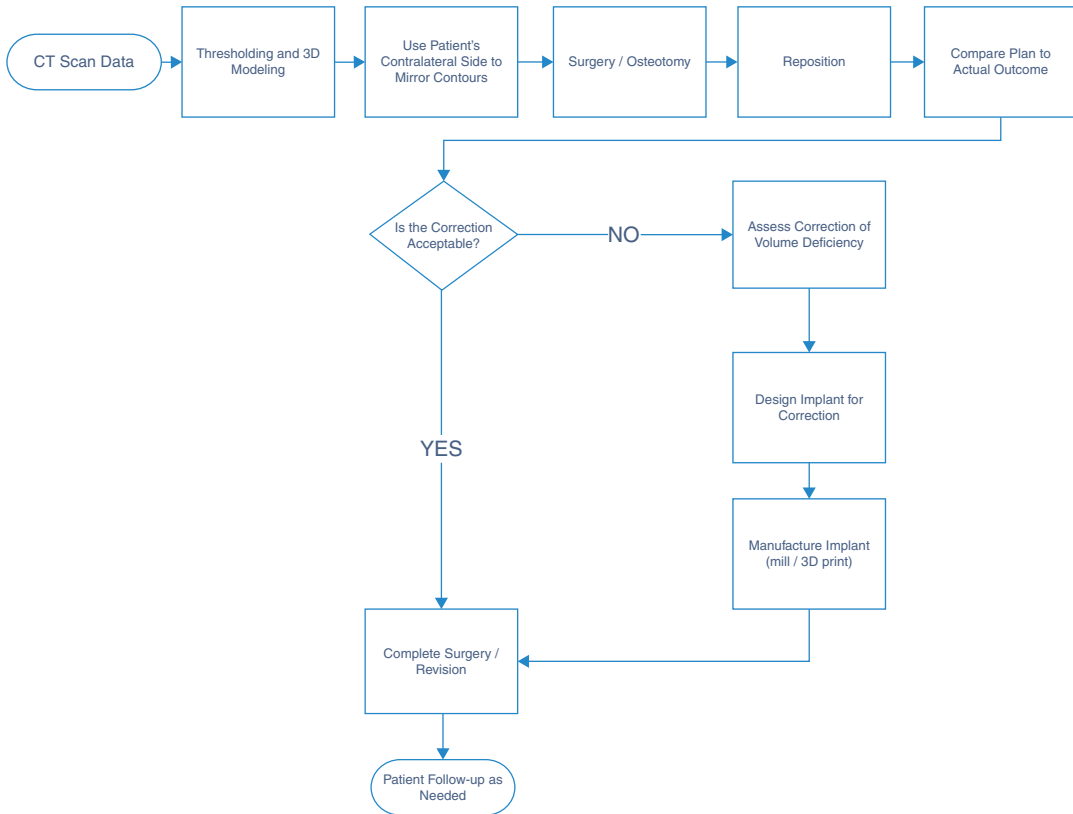 CT Scan Data
Thresholding and 3D
Modeling
Use Patient's
Contralateral Side to
Mirror Contours
Surgery / Osteotomy
Reposition
Compare Plan to
Actual Outcome
Is the Correction
Acceptable?
NO
Assess Correction of
Volume Deficiency
Design Implant for
Correction
YES
Manufacture Implant
(mill / 3D print)
Complete Surgery /
Revision
Patient Follow-up as
Needed